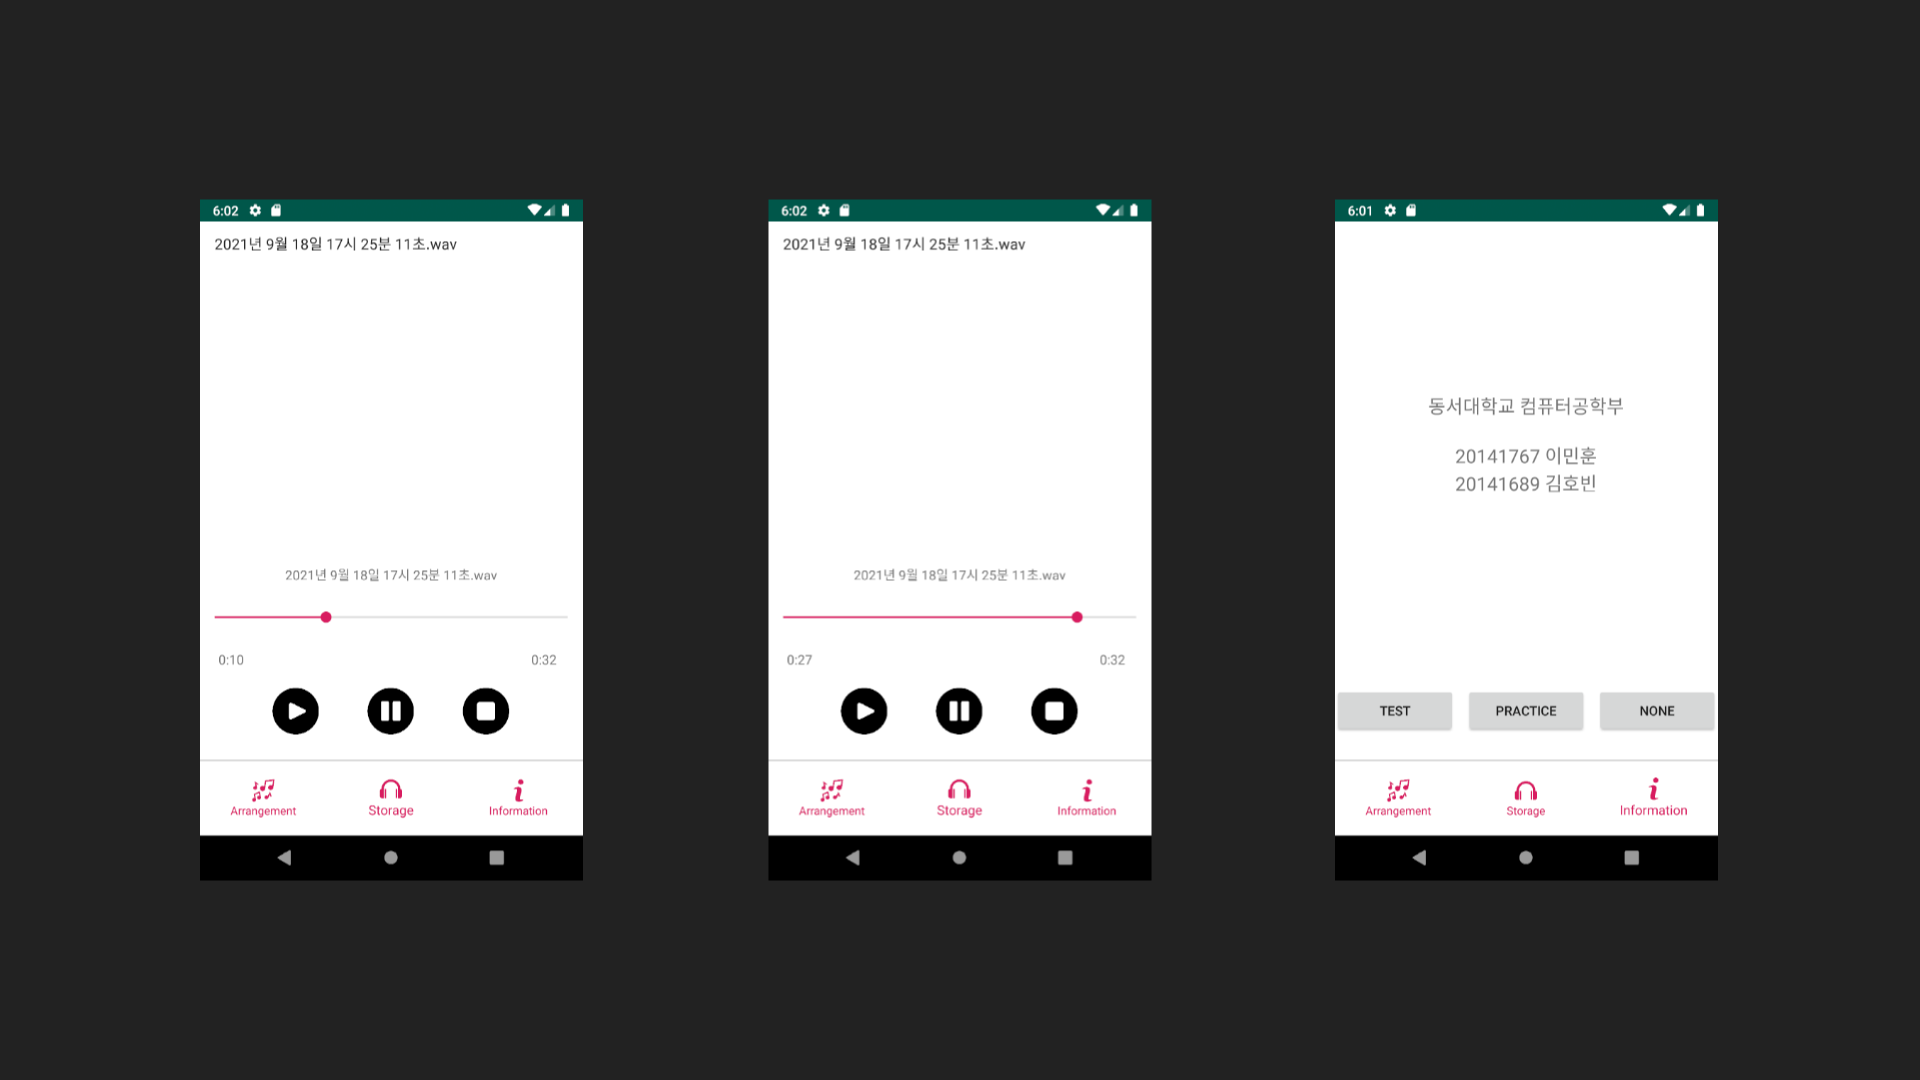 6:02
2021년 9월 18일 17시 25분 11초.wav
2021년 9월 18일 17시 25분 11초.wav
0:10 0:32
Arrangement Storage Information
6:02
2021년 9월 18일 17시 25분 11초.wav
2021년 9월 18일 17시 25분 11초.wav
0:27 0:32
Arrangement Storage Information
6:01
동서대학교 컴퓨터공학부
20141767 이민훈
20141689 김호빈
TEST PRACTICE NONE
Arrangement Storage Information